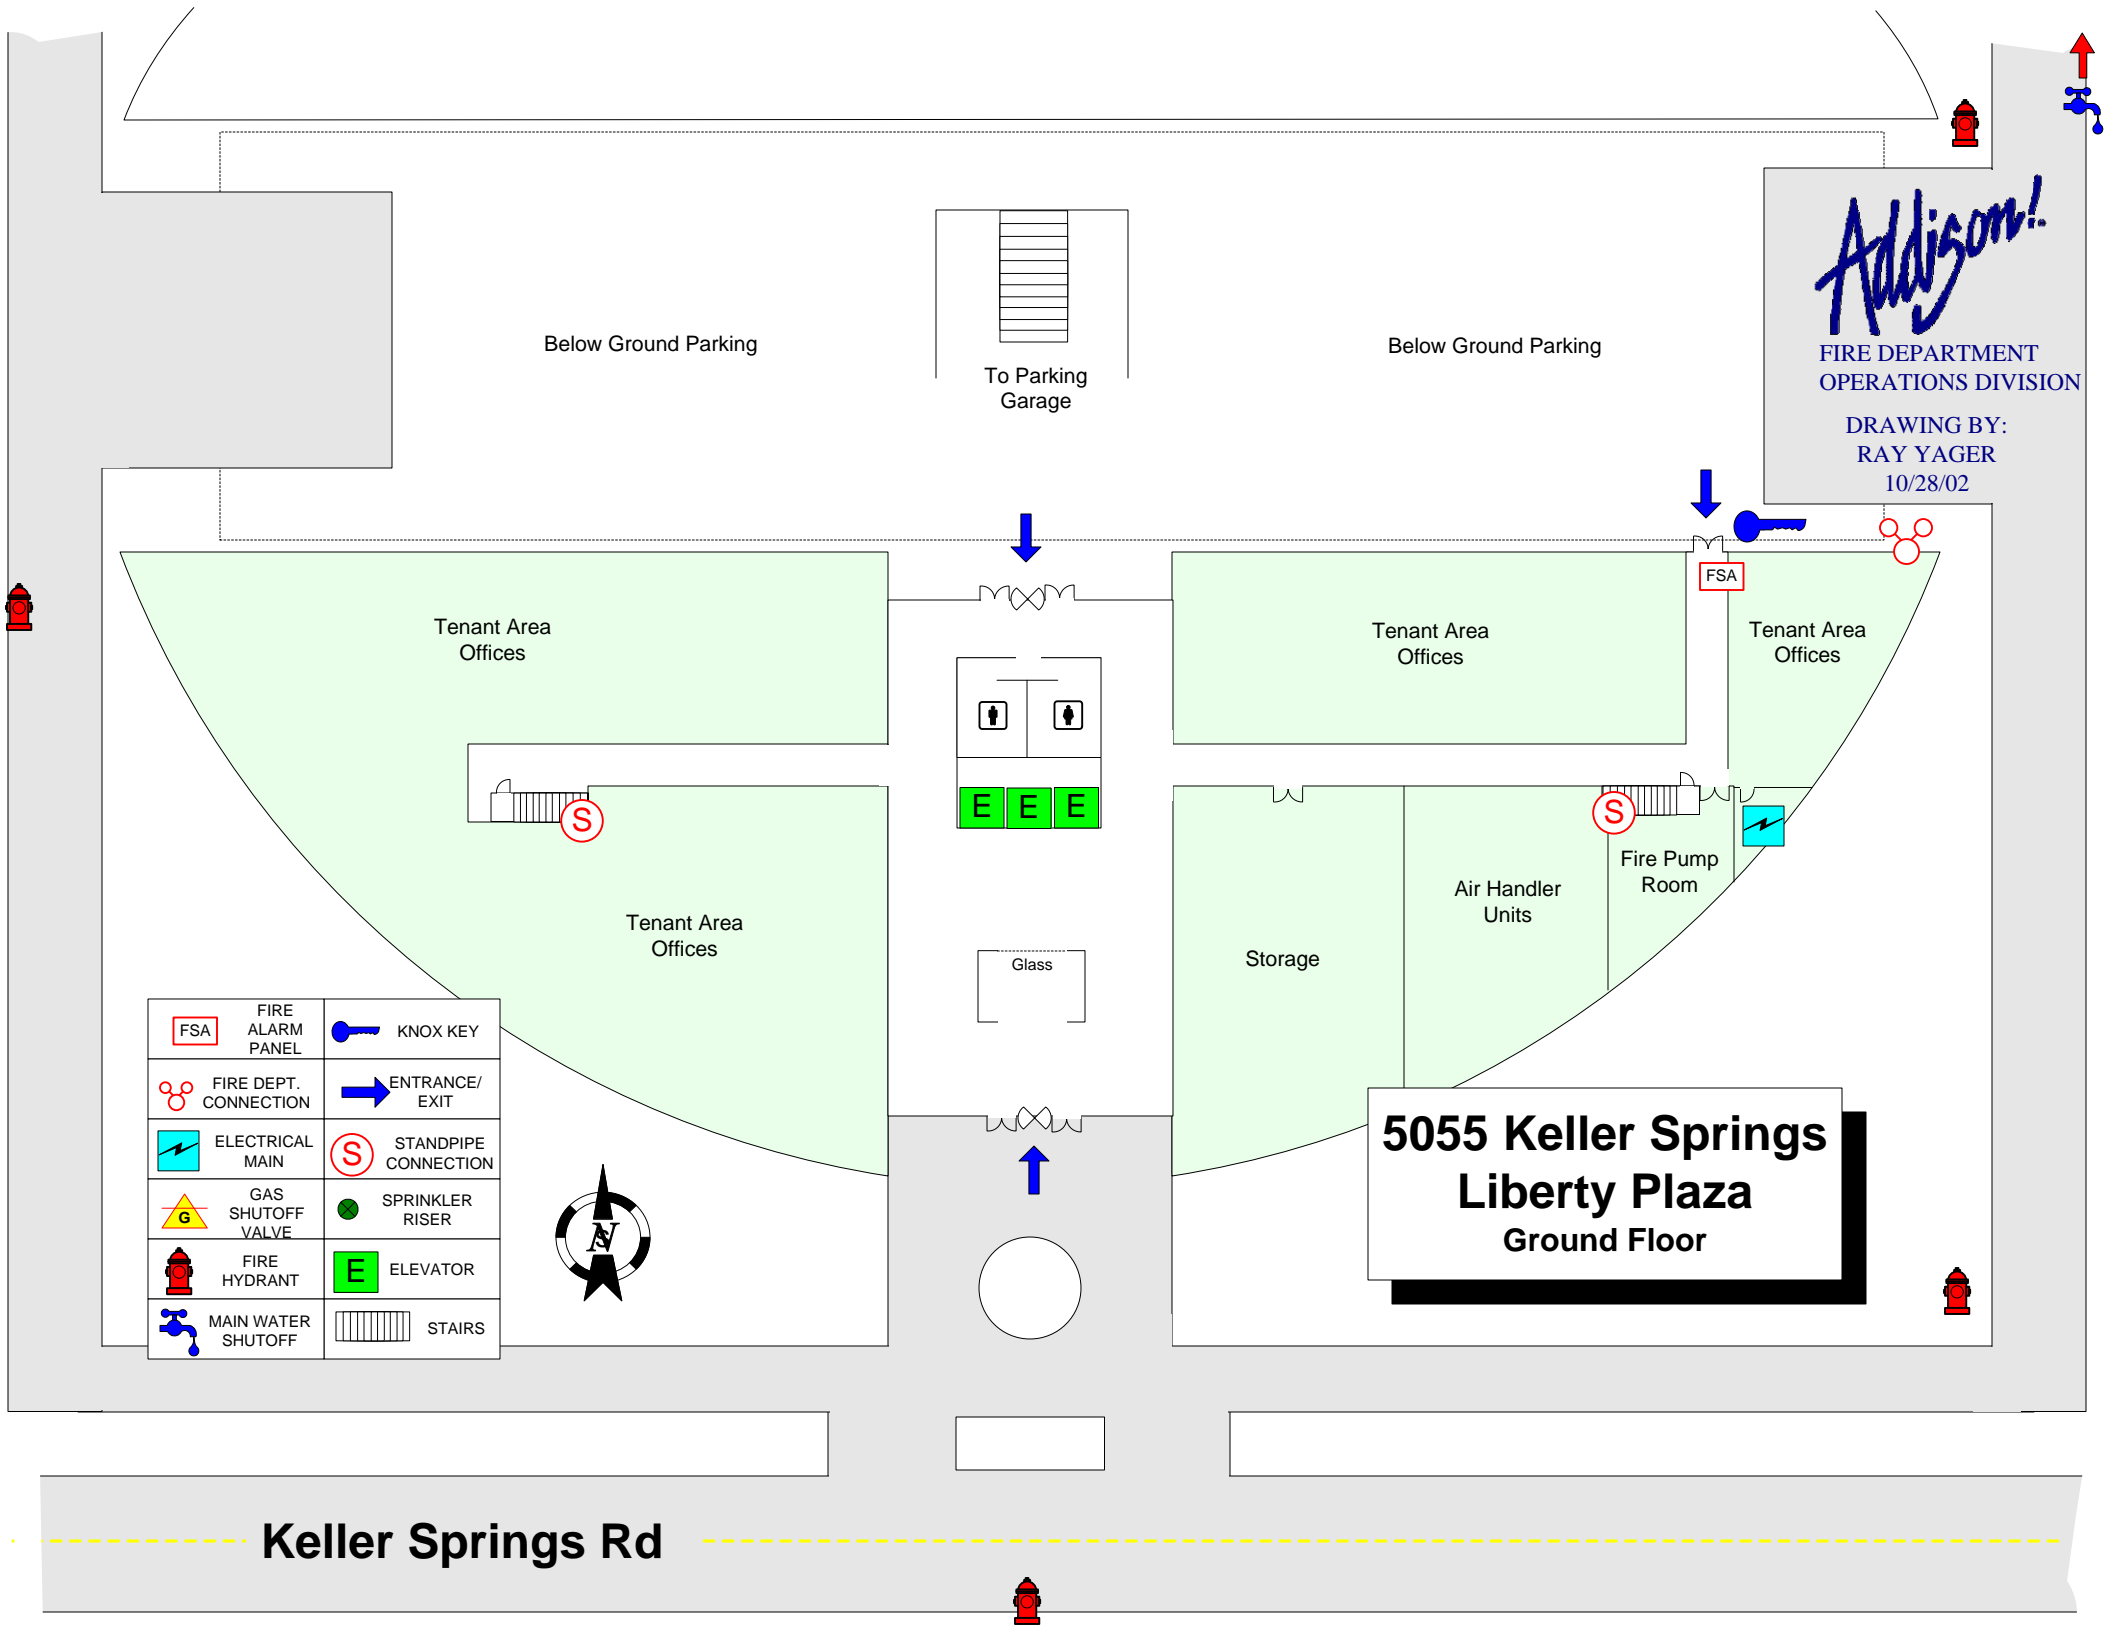 Addison!
FIRE DEPARTMENT
OPERATIONS DIVISION
DRAWING BY:
RAY YAGER
10/28/02
Below Ground Parking
To Parking
Garage
Below Ground Parking
FSA
Tenant Area
Offices
Tenant Area
Offices
Tenant Area
Offices
E
E
E
S
S
Fire Pump
Room
Air Handler
Units
Tenant Area
Offices
Storage
Glass
FSA
FIRE
ALARM
PANEL
KNOX KEY
FIRE DEPT.
CONNECTION
ENTRANCE/
EXIT
ELECTRICAL
MAIN
S
STANDPIPE
CONNECTION
G
GAS
SHUTOFF
VALVE
SPRINKLER
RISER
FIRE
HYDRANT
E
ELEVATOR
MAIN WATER
SHUTOFF
STAIRS
N
S
5055 Keller Springs
Liberty Plaza
Ground Floor
Keller Springs Rd